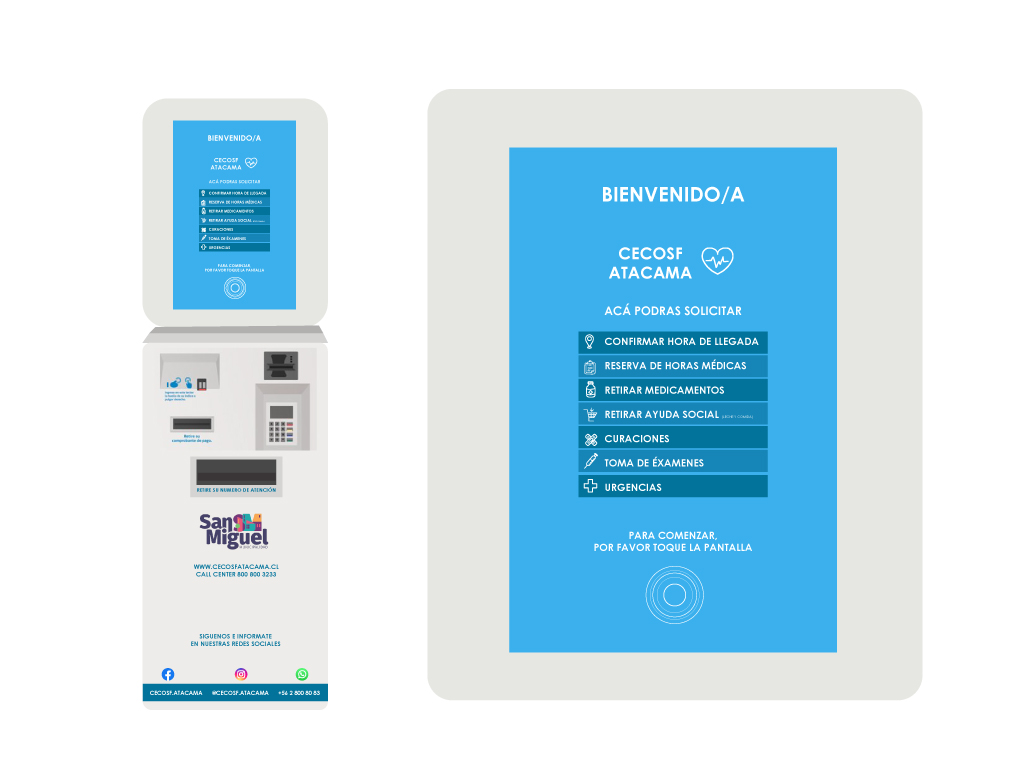 BIENVENIDO/A
CECOSF
ATACAMA
ACÁ PODRAS SOLICITAR
CONFIRMAR HORA DE LLEGADA
RESERVA DE HORAS MÉDICAS
RETIRAR MEDICAMENTOS
RETIRAR AYUDA SOCIAL
CURACIONES
TOMA DE ÉXAMENES
URGENCIAS
PARA COMENZAR,
POR FAVOR TOQUE LA PANTALLA
Retire su
comprobante de pago.
RETIRE SU NUMERO DE ATENCIÓN
San
Miguel
WWW.CECOSFATACAMA.CL
CALL CENTER 800 800 3233
SIGUENOS E INFORMATE
EN NUESTRAS REDES SOCIALES
CECOSF.ATACAMA @CECOSF.ATACAMA +56 2 800 80 83
BIENVENIDO/A
CECOSF
ATACAMA
ACÁ PODRAS SOLICITAR
CONFIRMAR HORA DE LLEGADA
RESERVA DE HORAS MÉDICAS
RETIRAR MEDICAMENTOS
RETIRAR AYUDA SOCIAL
CURACIONES
TOMA DE ÉXAMENES
URGENCIAS
PARA COMENZAR,
POR FAVOR TOQUE LA PANTALLA